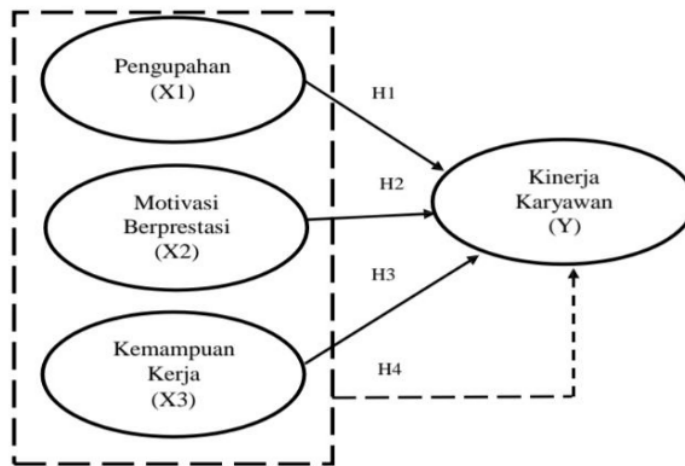 Pengupahan
(X1)
H1
Motivasi
Berprestasi
(X2)
H2
Kinerja
Karyawan
(Y)
Kemampuan
Kerja
(X3)
H3
H4